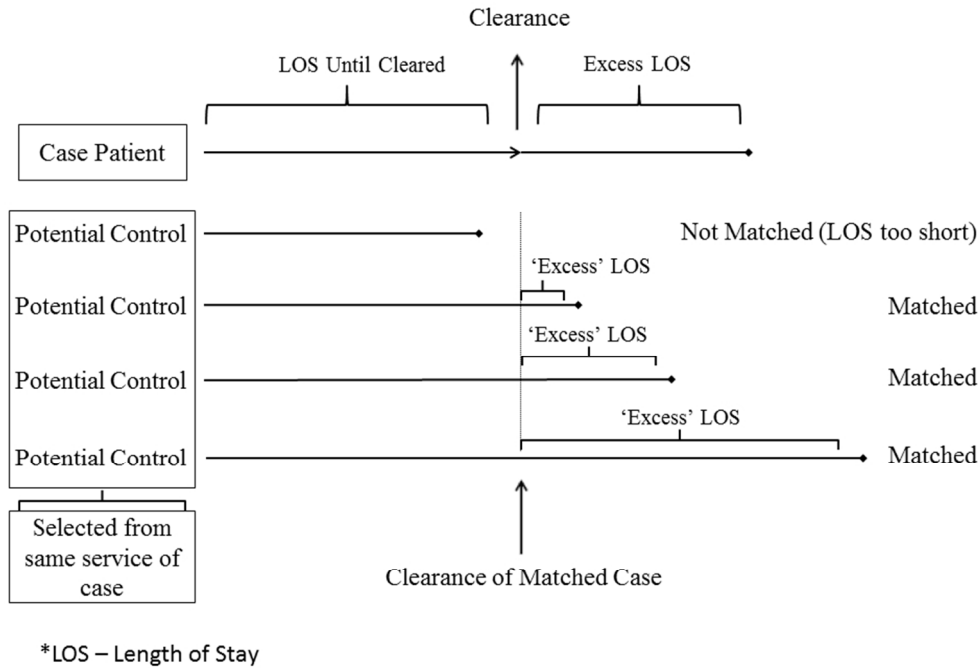 Clearance
LOS Until Cleared
Excess LOS
Case Patient
Potential Control
Not Matched (LOS too short)
'Excess' LOS
Potential Control
Matched
'Excess' LOS
Potential Control
Matched
'Excess' LOS
Potential Control
Matched
Selected from
same service of
case
Clearance of Matched Case
*LOS – Length of Stay